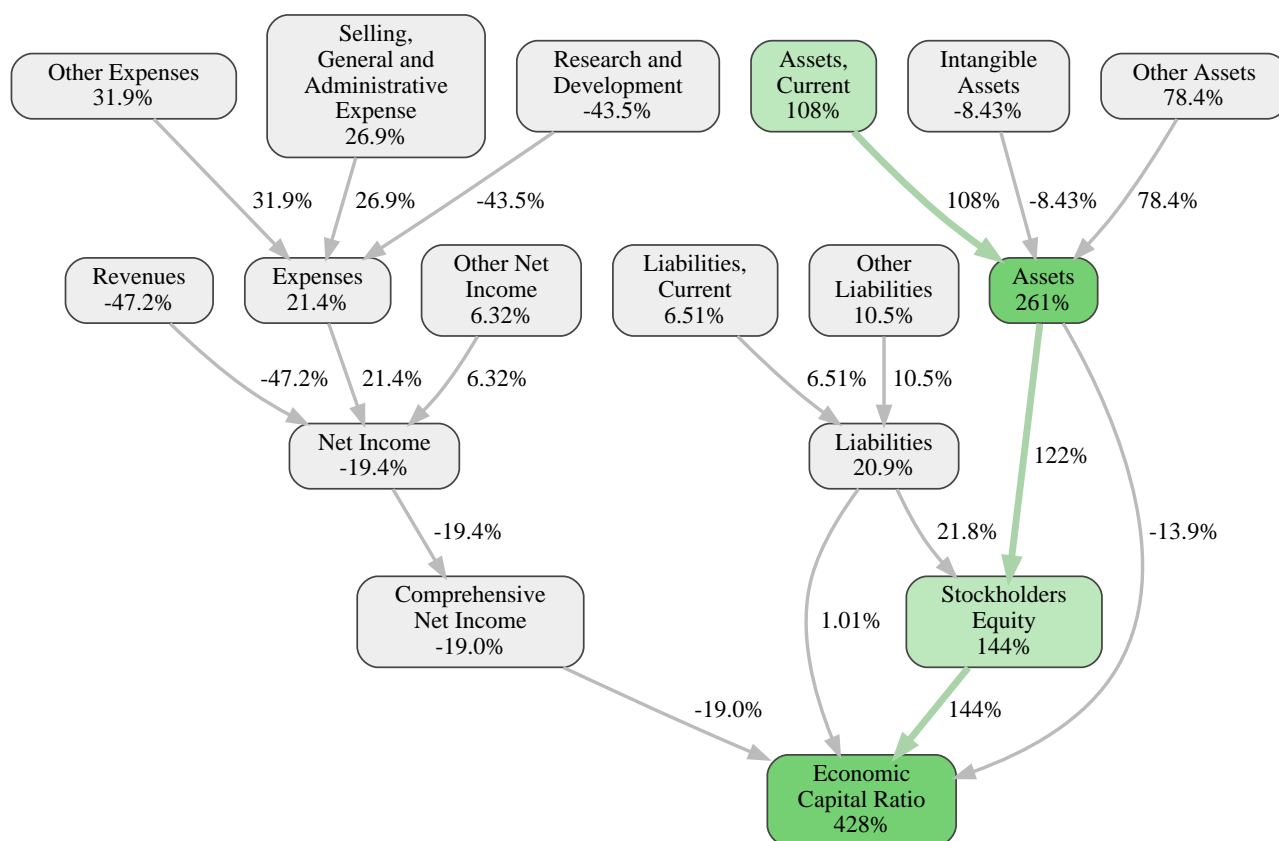 Other Expenses
31.9%
Selling,
General and
Administrative
Expense
26.9%
Research and
Development
-43.5%
Assets,
Current
108%
Intangible
Assets
-8.43%
Other Assets
78.4%
31.9%
26.9%
-43.5%
108%
-8.43%
78.4%
Revenues
-47.2%
Expenses
21.4%
Other Net
Income
6.32%
Liabilities,
Current
6.51%
Other
Liabilities
10.5%
Assets
261%
-47.2%
21.4%
6.32%
6.51%
10.5%
Net Income
-19.4%
Liabilities
20.9%
122%
-19.4%
21.8%
-13.9%
Comprehensive
Net Income
-19.0%
1.01%
Stockholders
Equity
144%
-19.0%
144%
Economic
Capital Ratio
428%